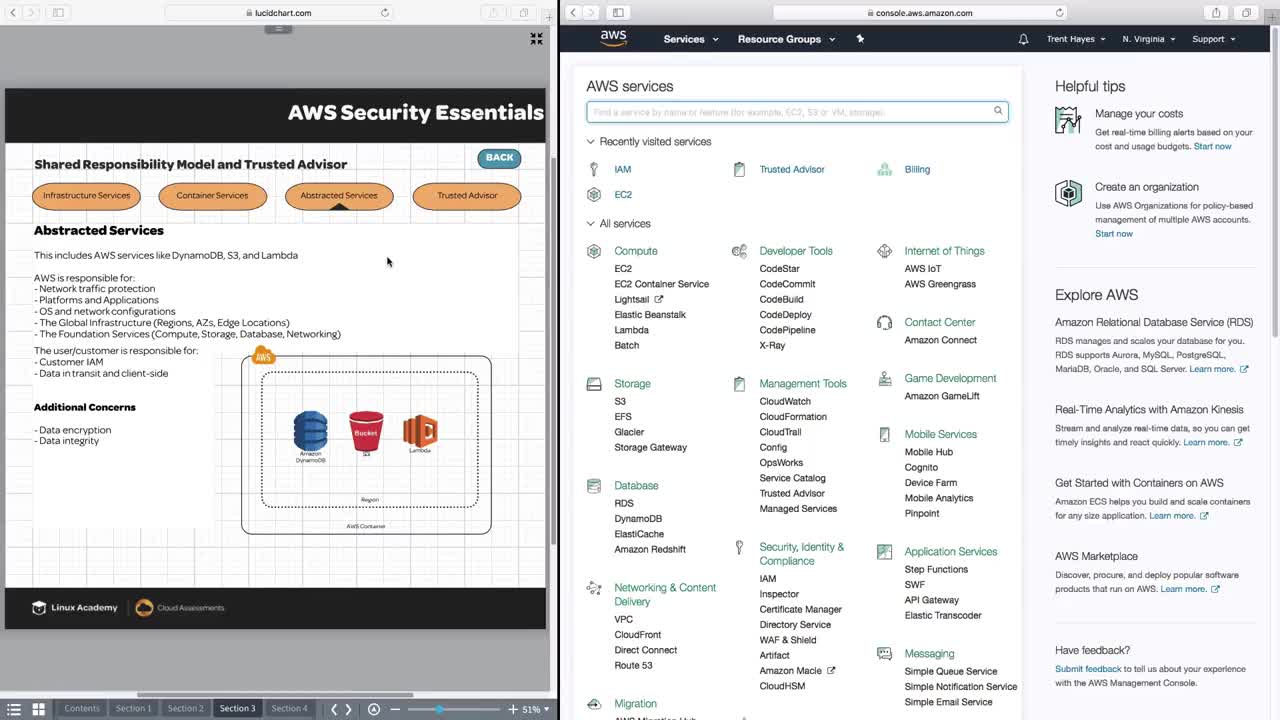 lucidchart.com
AWS Security Essentials
Shared Responsibility Model and Trusted Advisor
BACK
Infrastructure Services
Container Services
Abstracted Services
Trusted Advisor
Abstracted Services
This includes AWS services like DynamoDB, S3, and Lambda
AWS is responsible for:
- Network traffic protection
- Platforms and Applications
- OS and network configurations
- The Global Infrastructure (Regions, AZs, Edge Locations)
- The Foundation Services (Compute, Storage, Database, Networking)
The user/customer is responsible for:
- Customer IAM
- Data in transit and client-side
Additional Concerns
- Data encryption
- Data integrity
AWS
Bucket
Amazon
DynamoDB
S3
Lambda
Region
AWS Container
Linux Academy
Cloud Assessments
Contents
Section 1
Section 2
Section 3
Section 4
51%
console.aws.amazon.com
aws
Services
Resource Groups
Trent Hayes
N. Virginia
Support
AWS services
Find a service by name or feature (for example, EC2, S3 or VM, storage).
Recently visited services
IAM
Trusted Advisor
Billing
EC2
All services
Compute
EC2
EC2 Container Service
Lightsail
Elastic Beanstalk
Lambda
Batch
Storage
S3
EFS
Glacier
Storage Gateway
Database
RDS
DynamoDB
ElastiCache
Amazon Redshift
Networking & Content
Delivery
VPC
CloudFront
Direct Connect
Route 53
Migration
AWS Migration Hub
Developer Tools
CodeStar
CodeCommit
CodeBuild
CodeDeploy
CodePipeline
X-Ray
Management Tools
CloudWatch
CloudFormation
CloudTrail
Config
OpsWorks
Service Catalog
Trusted Advisor
Managed Services
Security, Identity &
Compliance
IAM
Inspector
Certificate Manager
Directory Service
WAF & Shield
Artifact
Amazon Macie
CloudHSM
Internet of Things
AWS IoT
AWS Greengrass
Contact Center
Amazon Connect
Game Development
Amazon GameLift
Mobile Services
Mobile Hub
Cognito
Device Farm
Mobile Analytics
Pinpoint
Application Services
Step Functions
SWF
API Gateway
Elastic Transcoder
Messaging
Simple Queue Service
Simple Notification Service
Simple Email Service
Helpful tips
Manage your costs
Get real-time billing alerts based on your
cost and usage budgets. Start now
Create an organization
Use AWS Organizations for policy-based
management of multiple AWS accounts.
Start now
Explore AWS
Amazon Relational Database Service (RDS)
RDS manages and scales your database for you.
RDS supports Aurora, MySQL, PostgreSQL,
MariaDB, Oracle, and SQL Server. Learn more.
Real-Time Analytics with Amazon Kinesis
Stream and analyze real-time data, so you can get
timely insights and react quickly. Learn more.
Get Started with Containers on AWS
Amazon ECS helps you build and scale containers
for any size application. Learn more.
AWS Marketplace
Discover, procure, and deploy popular software
products that run on AWS. Learn more.
Have feedback?
Submit feedback to tell us about your experience
with the AWS Management Console.